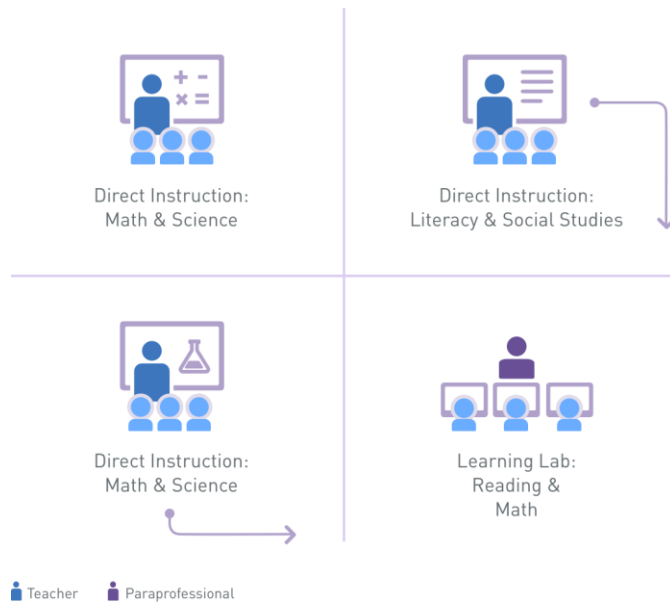 Direct Instruction:
Math & Science
Direct Instruction:
Literacy & Social Studies
Direct Instruction:
Math & Science
Learning Lab:
Reading &
Math
Teacher
Paraprofessional